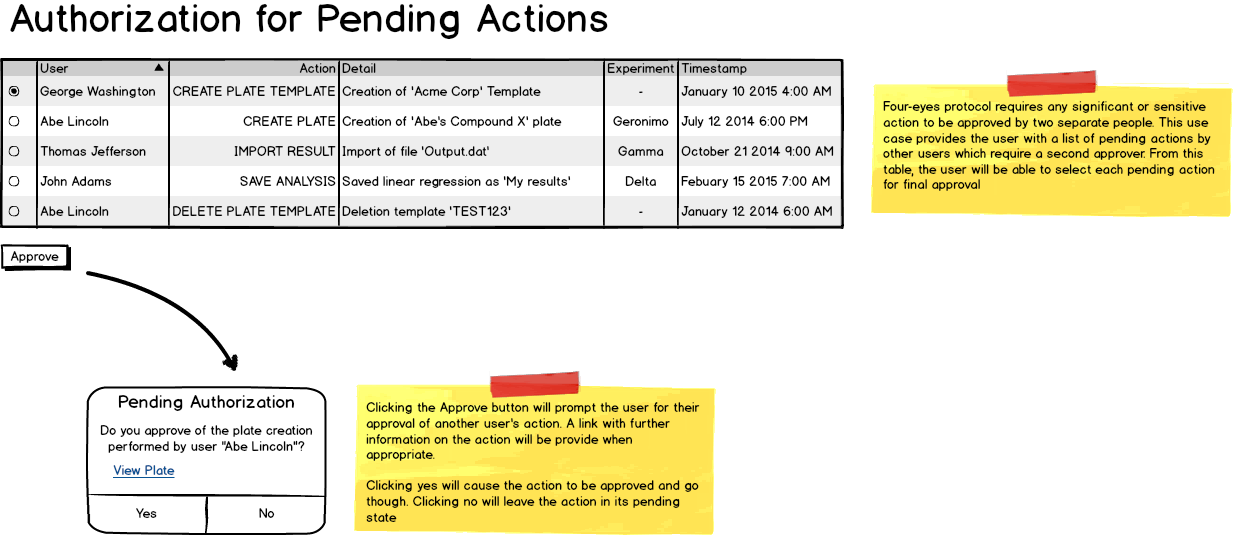 Authorization for Pending Actions
User Action Detail Experiment Timestamp
George Washington CREATE PLATE TEMPLATE Creation of 'Acme Corp' Template - January 10 2015 4:00 AM
Abe Lincoln CREATE PLATE Creation of 'Abe's Compound X' plate Geronimo July 12 2014 6:00 PM
Thomas Jefferson IMPORT RESULT Import of file 'Output.dat' Gamma October 21 2014 9:00 AM
John Adams SAVE ANALYSIS Saved linear regression as 'My results' Delta Febuary 15 2015 7:00 AM
Abe Lincoln DELETE PLATE TEMPLATE Deletion template 'TEST123' - January 12 2014 6:00 AM
Four-eyes protocol requires any significant or sensitive
action to be approved by two separate people. This use
case provides the user with a list of pending actions by
other users which require a second approver. From this
table, the user will be able to select each pending action
for final approval
Approve
Pending Authorization
Do you approve of the plate creation
performed by user "Abe Lincoln"?
View Plate
Yes No
Clicking the Approve button will prompt the user for their
approval of another user's action. A link with further
information on the action will be provide when
appropriate.
Clicking yes will cause the action to be approved and go
though. Clicking no will leave the action in its pending
state